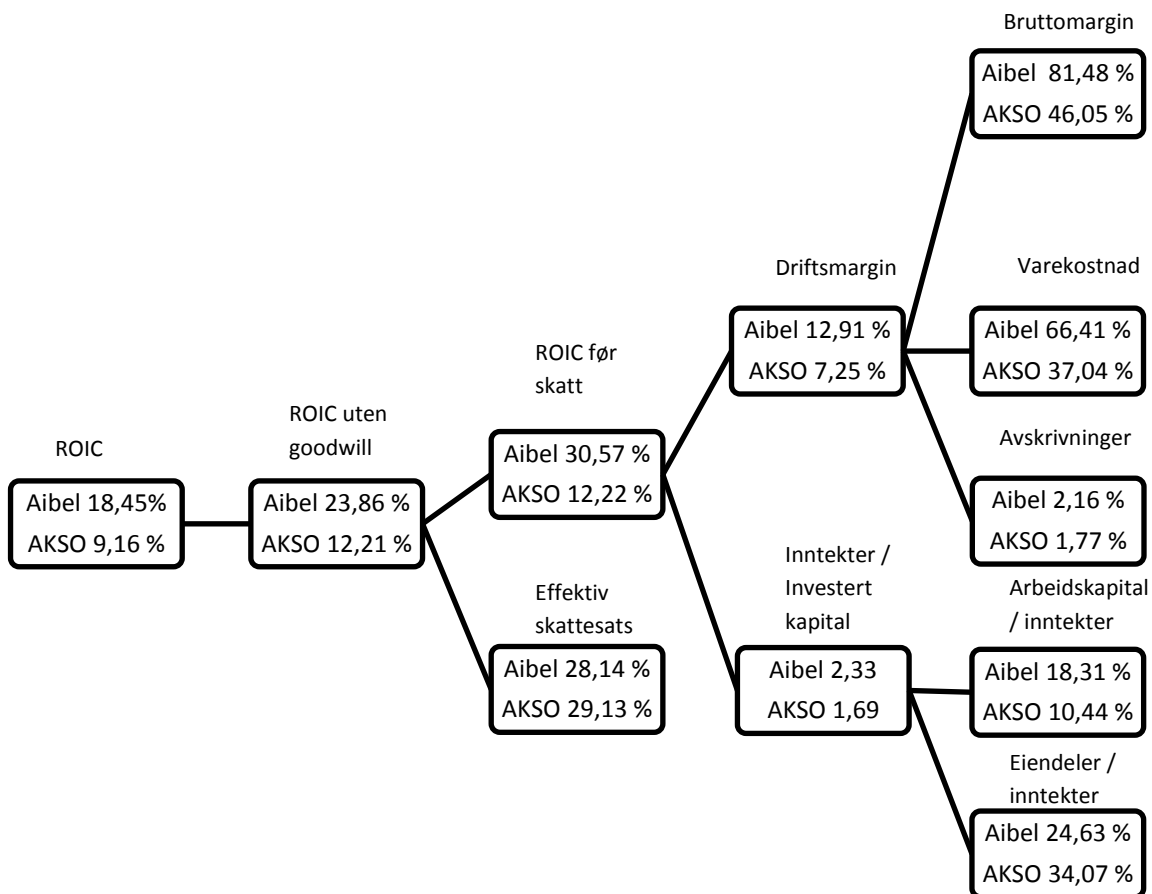 Bruttomargin
Aibel 81,48 %
AKSO 46,05 %
Driftsmargin
Aibel 12,91 %
AKSO 7,25 %
Varekostnad
Aibel 66,41 %
AKSO 37,04 %
ROIC før
skatt
Aibel 30,57 %
AKSO 12,22 %
ROIC uten
goodwill
Aibel 23,86 %
AKSO 12,21 %
ROIC
Aibel 18,45%
AKSO 9,16 %
Avskrivninger
Aibel 2,16 %
AKSO 1,77 %
Effektiv
skattesats
Aibel 28,14 %
AKSO 29,13 %
Inntekter /
Investert
kapital
Aibel 2,33
AKSO 1,69
Arbeidskapital
/ inntekter
Aibel 18,31 %
AKSO 10,44 %
Eiendeler /
inntekter
Aibel 24,63 %
AKSO 34,07 %